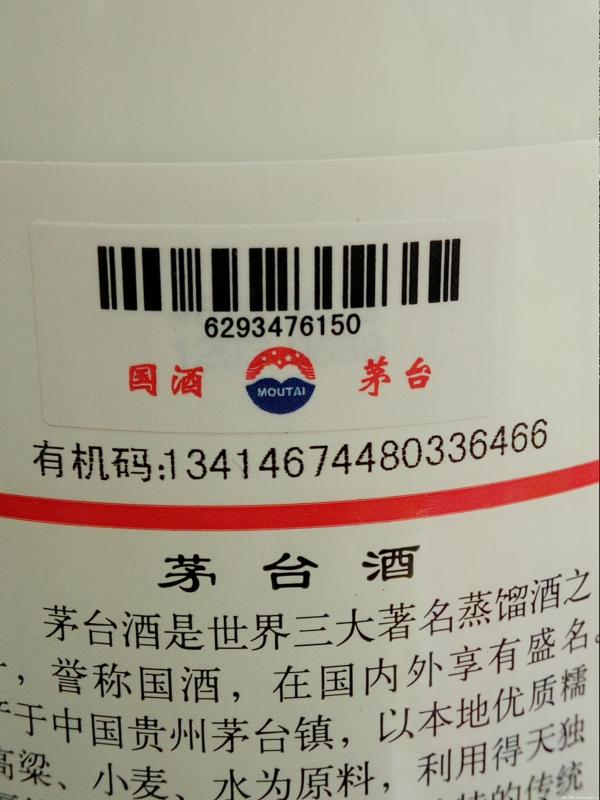 6293476150
国酒 MOUTAI 茅台
有机码:13414674480336466
茅台酒
茅台酒是世界三大著名蒸馏酒之
，誉称国酒，在国内外享有盛名。
于中国贵州茅台镇，以本地优质糯
高粱、小麦、水为原料，利用得天独
的传统